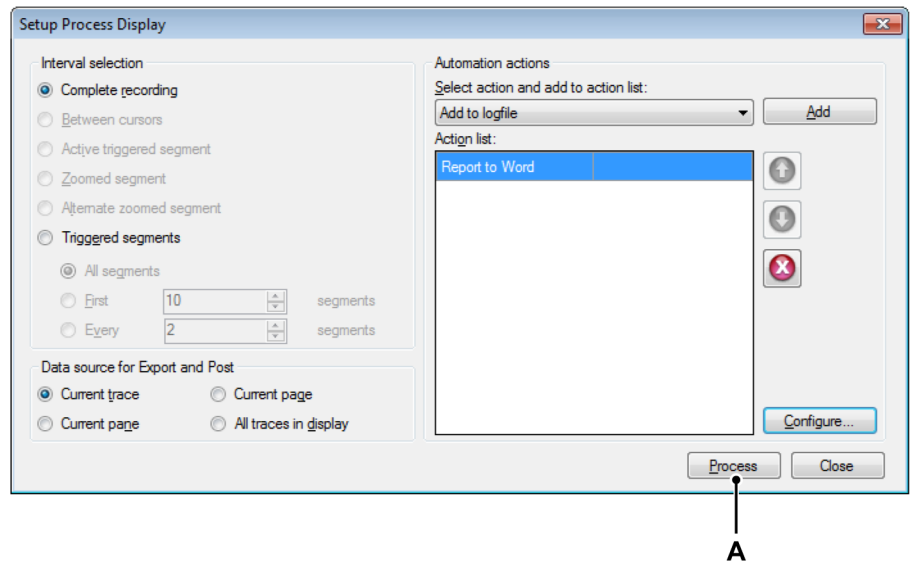 Setup Process Display
Interval selection
Complete recording
Between cursors
Active triggered segment
Zoomed segment
Alternate zoomed segment
Triggered segments
All segments
First 10 segments
Every 2 segments
Data source for Export and Post
Current trace Current page
Current pane All traces in display
Automation actions
Select action and add to action list:
Add to logfile Add
Action list:
Report to Word
Configure...
Process Close
A